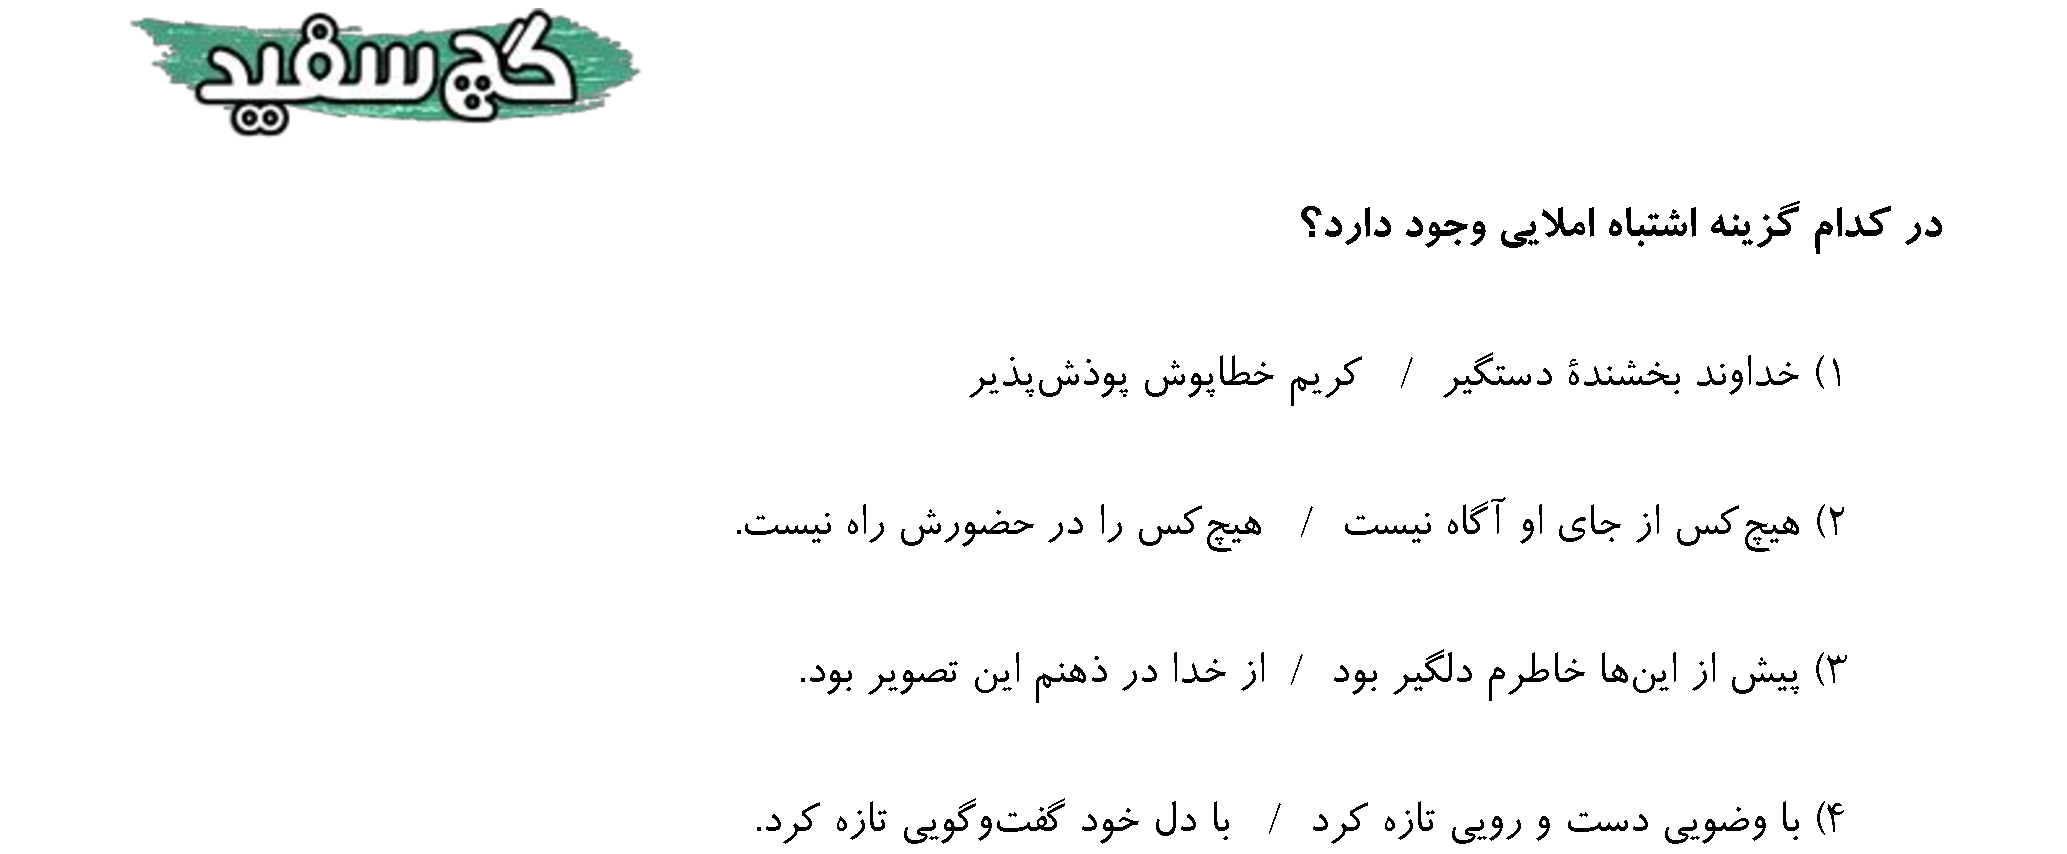 گچ سفید
در کدام گزینه اشتباه املایی وجود دارد؟
۱) خداوند بخشندهٔ دستگیر / کریم خطاپوش پوذش‌پذیر
۲) هیچ‌کس از جای او آگاه نیست / هیچ‌کس را در حضورش راه نیست.
۳) پیش از این‌ها خاطرم دلگیر بود / از خدا در ذهنم این تصویر بود.
۴) با وضویی دست و رویی تازه کرد / با دل خود گفت‌وگویی تازه کرد.